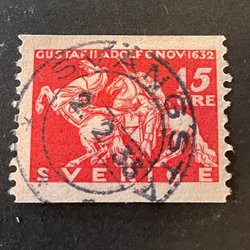 GUSTAF II ADOLF 6 NOV 1632
15
ÖRE
SVERIGE